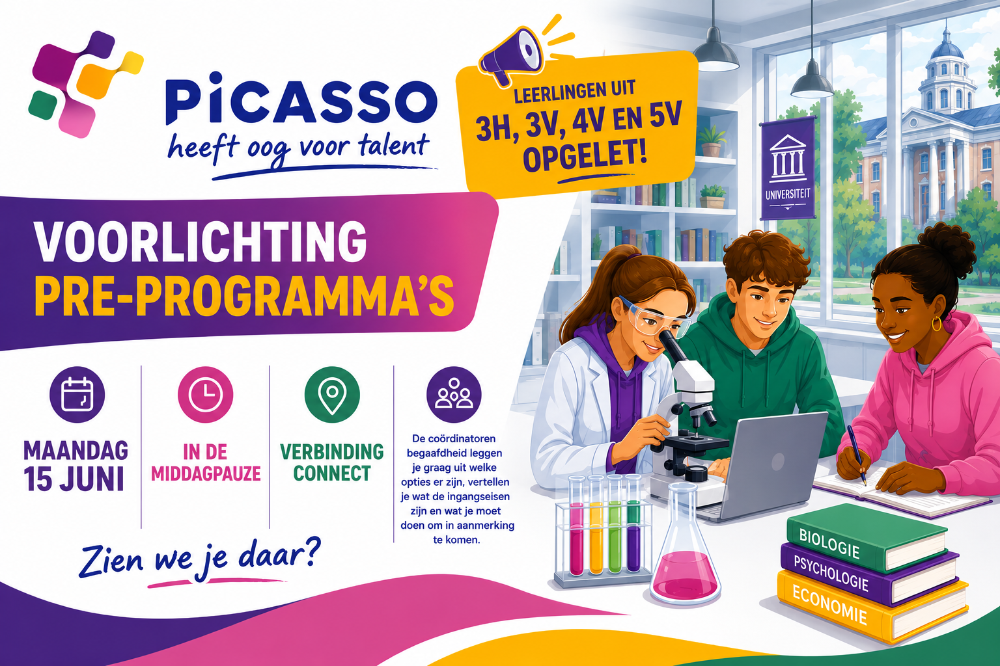 PiCASSO
heeft oog voor talent
LEERLINGEN UIT
3H, 3V, 4V EN 5V
OPGELET!
UNIVERSITEIT
VOORLICHTING
PRE-PROGRAMMA'S
MAANDAG
15 JUNI
IN DE
MIDDAGPAUZE
VERBINDING
CONNECT
De coördinatoren
begaafdheid leggen
je graag uit welke
opties er zijn, vertellen
je wat de ingangseisen
zijn en wat je moet
doen om in aanmerking
te komen.
Zien we je daar?
BIOLOGIE
PSYCHOLOGIE
ECONOMIE